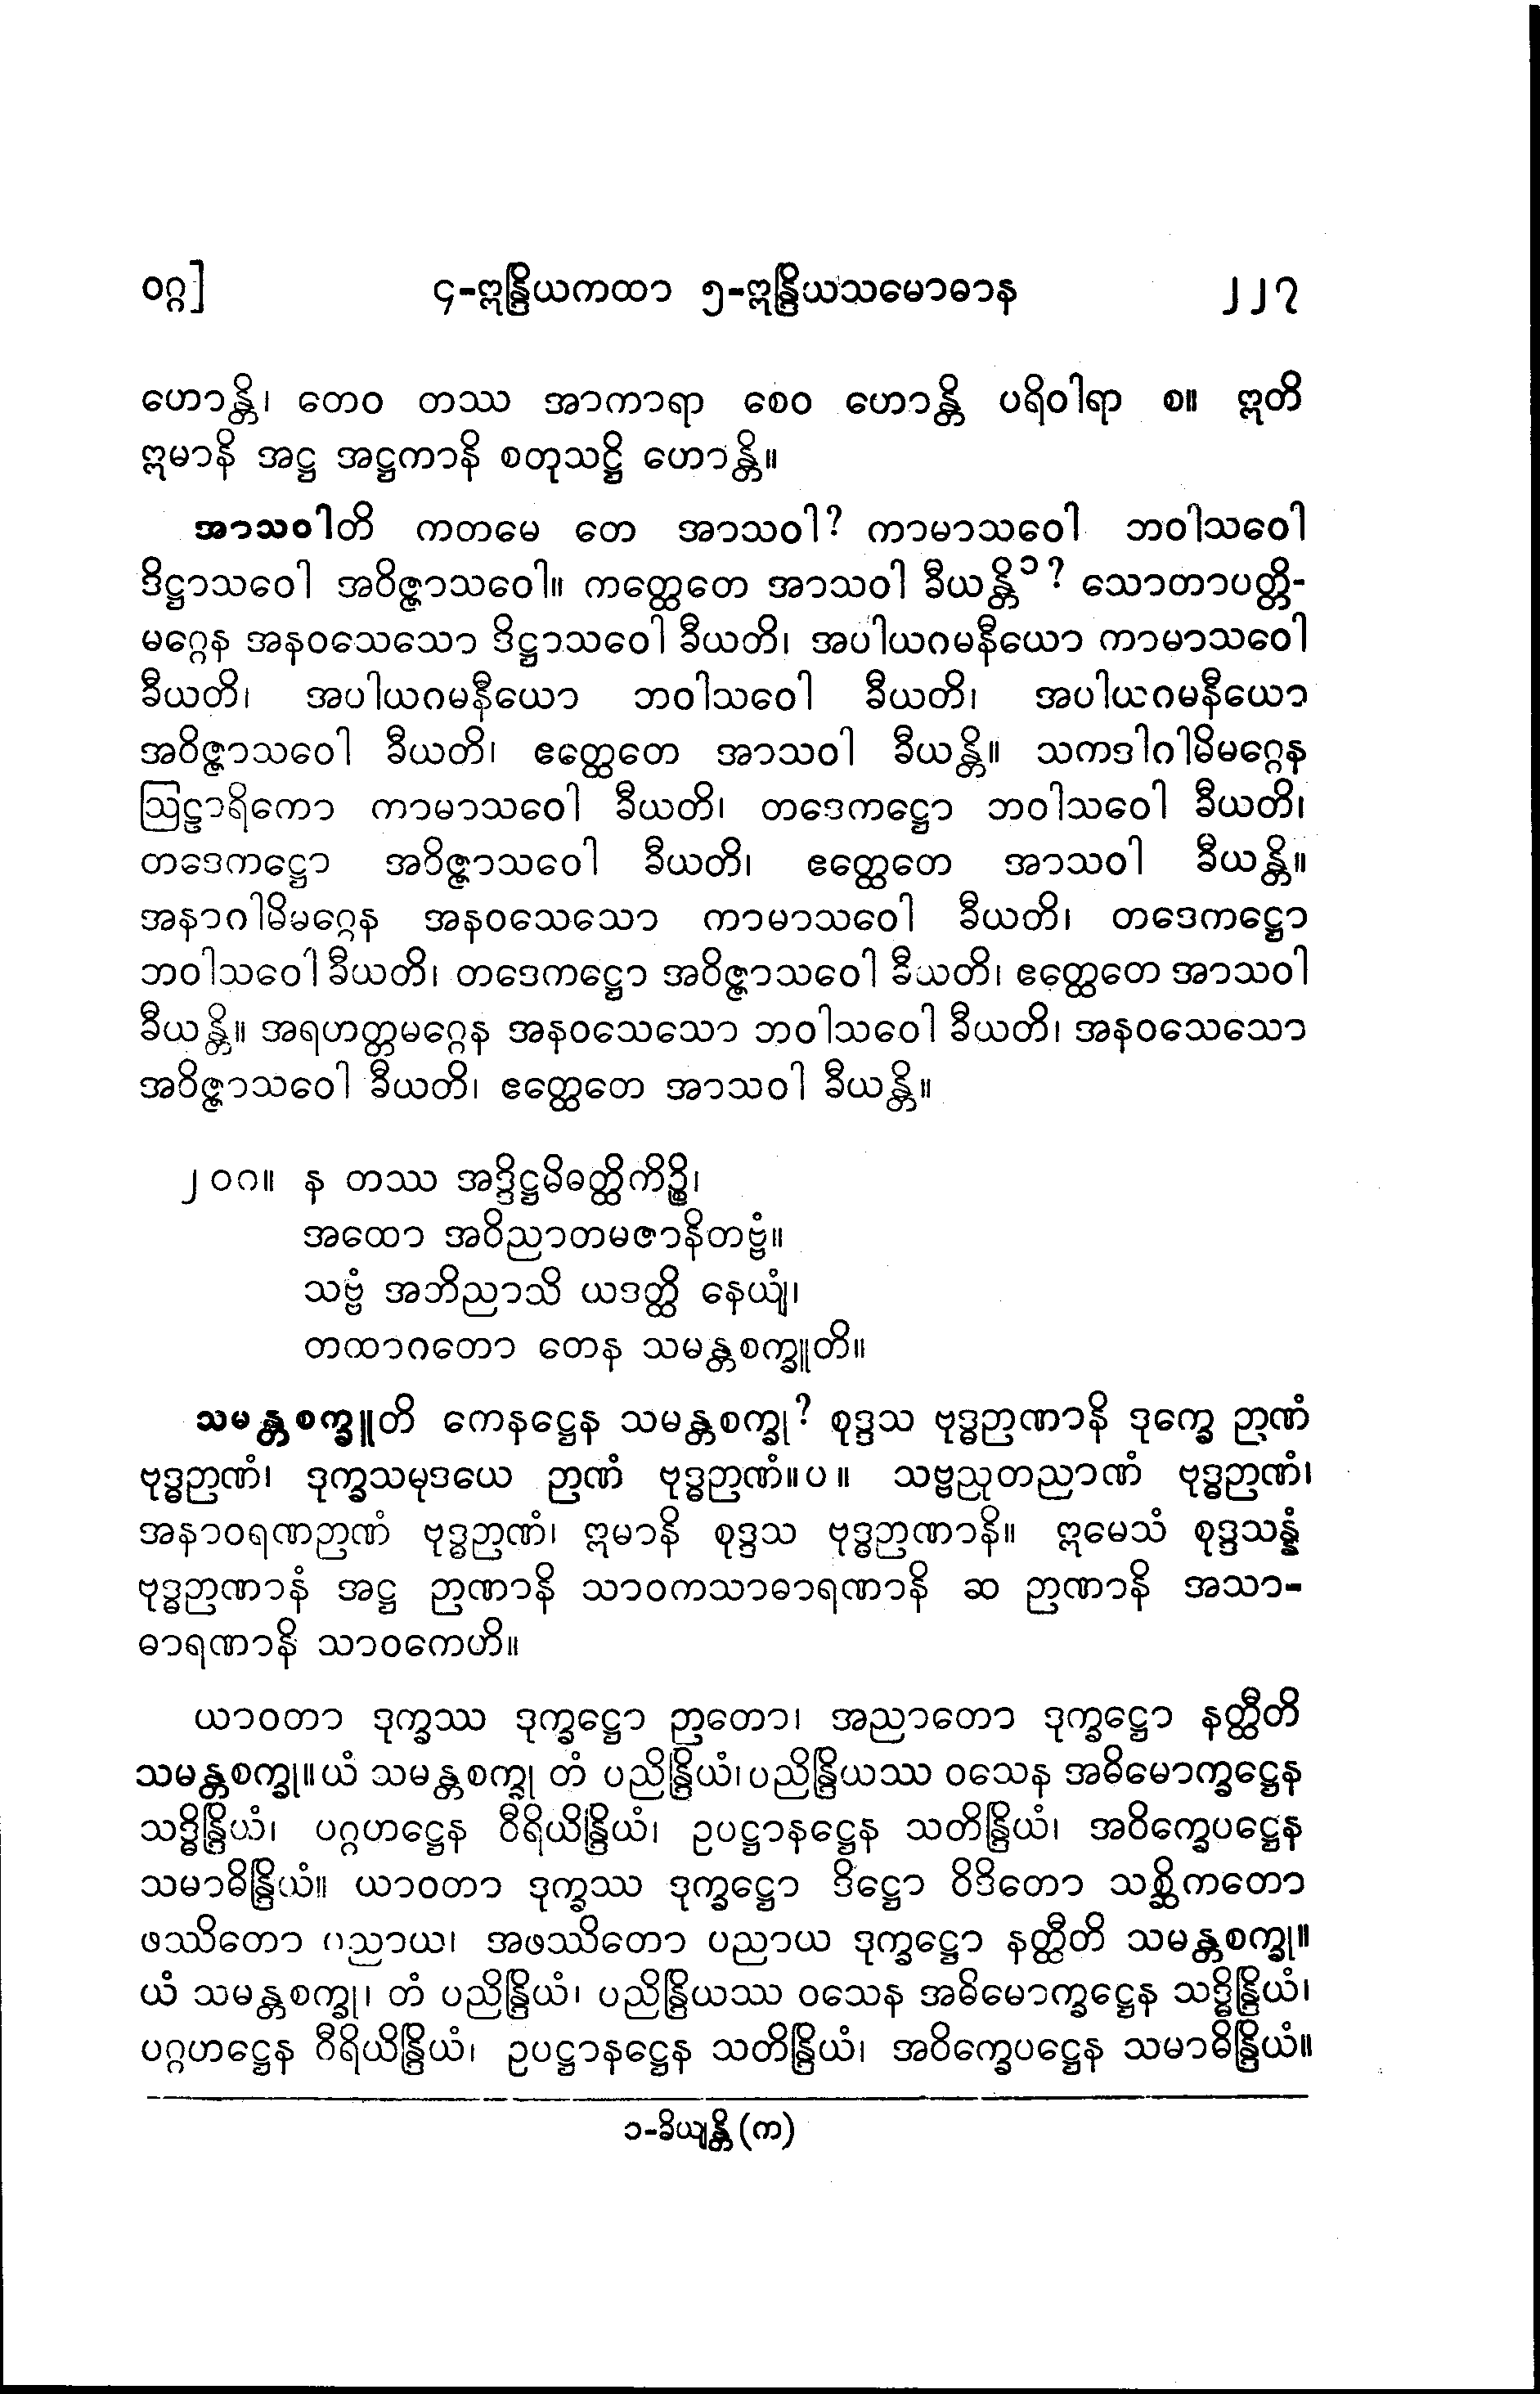 ဝဂ္ဂ] ၄-ဣန္ဒြိယကထာ ၅-ဣန္ဒြိယသမောဓာန ၂၂၇
ဟောန္တိ၊ တေဝ တဿ အာကာရာ စေဝ ဟောန္တိ ပရိဝါရာ စ။ ဣတိ
ဣမာနိ အဋ္ဌ အဋ္ဌကာနိ စတုသဋ္ဌိ ဟောန္တိ။
အာသဝါတိ ကတမေ တေ အာသဝါ? ကာမာသဝေါ ဘဝါသဝေါ
ဒိဋ္ဌာသဝေါ အဝိဇ္ဇာသဝေါ။ ကတ္ထေတေ အာသဝါ ခီယန္တိ၁? သောတာပတ္တိ-
မဂ္ဂေန အနဝသေသော ဒိဋ္ဌာသဝေါ ခီယတိ၊ အပါယဂမနီယော ကာမာသဝေါ
ခီယတိ၊ အပါယဂမနီယော ဘဝါသဝေါ ခီယတိ၊ အပါယဂမနီယော
အဝိဇ္ဇာသဝေါ ခီယတိ၊ ဧတ္ထေတေ အာသဝါ ခီယန္တိ။ သကဒါဂါမိမဂ္ဂေန
ဩဠာရိကော ကာမာသဝေါ ခီယတိ၊ တဒေကဋ္ဌော ဘဝါသဝေါ ခီယတိ၊
တဒေကဋ္ဌော အဝိဇ္ဇာသဝေါ ခီယတိ၊ ဧတ္ထေတေ အာသဝါ ခီယန္တိ။
အနာဂါမိမဂ္ဂေန အနဝသေသော ကာမာသဝေါ ခီယတိ၊ တဒေကဋ္ဌော
ဘဝါသဝေါ ခီယတိ၊ တဒေကဋ္ဌော အဝိဇ္ဇာသဝေါ ခီယတိ၊ ဧတ္ထေတေ အာသဝါ
ခီယန္တိ။ အရဟတ္တမဂ္ဂေန အနဝသေသော ဘဝါသဝေါ ခီယတိ၊ အနဝသေသော
အဝိဇ္ဇာသဝေါ ခီယတိ၊ ဧတ္ထေတေ အာသဝါ ခီယန္တိ။
၂၀ဂ။ န တဿ အဒ္ဒိဋ္ဌမိဓတ္ထိကိဉ္စိ၊
အထော အဝိညာတမဇာနိတဗ္ဗံ။
သဗ္ဗံ အဘိညာသိ ယဒတ္ထိ နေယျံ၊
တထာဂတော တေန သမန္တစက္ခူတိ။
သမန္တစက္ခူတိ ကေနဋ္ဌေန သမန္တစက္ခု? စုဒ္ဒသ ဗုဒ္ဓဉာဏာနိ ဒုက္ခေ ဉာဏံ
ဗုဒ္ဓဉာဏံ၊ ဒုက္ခသမုဒယေ ဉာဏံ ဗုဒ္ဓဉာဏံ။ပ။ သဗ္ဗညုတညာဏံ ဗုဒ္ဓဉာဏံ၊
အနာဝရဏဉာဏံ ဗုဒ္ဓဉာဏံ၊ ဣမာနိ စုဒ္ဒသ ဗုဒ္ဓဉာဏာနိ။ ဣမေသံ စုဒ္ဒသန္နံ
ဗုဒ္ဓဉာဏာနံ အဋ္ဌ ဉာဏာနိ သာဝကသာဓာရဏာနိ ဆ ဉာဏာနိ အသာ-
ဓာရဏာနိ သာဝကေဟိ။
ယာဝတာ ဒုက္ခဿ ဒုက္ခဋ္ဌော ဉာတော၊ အညာတော ဒုက္ခဋ္ဌော နတ္ထီတိ
သမန္တစက္ခု။ ယံ သမန္တစက္ခု တံ ပညိန္ဒြိယံ၊ ပညိန္ဒြိယဿ ဝသေန အဓိမောက္ခဋ္ဌေန
သဒ္ဓိန္ဒြိယံ၊ ပဂ္ဂဟဋ္ဌေန ဝီရိယိန္ဒြိယံ၊ ဥပဋ္ဌာနဋ္ဌေန သတိန္ဒြိယံ၊ အဝိက္ခေပဋ္ဌေန
သမာဓိန္ဒြိယံ။ ယာဝတာ ဒုက္ခဿ ဒုက္ခဋ္ဌော ဒိဋ္ဌော ဝိဒိတော သစ္ဆိကတော
ဖဿိတော ပညာယ၊ အဖဿိတော ပညာယ ဒုက္ခဋ္ဌော နတ္ထီတိ သမန္တစက္ခု။
ယံ သမန္တစက္ခု၊ တံ ပညိန္ဒြိယံ၊ ပညိန္ဒြိယဿ ဝသေန အဓိမောက္ခဋ္ဌေန သဒ္ဓိန္ဒြိယံ၊
ပဂ္ဂဟဋ္ဌေန ဝီရိယိန္ဒြိယံ၊ ဥပဋ္ဌာနဋ္ဌေန သတိန္ဒြိယံ၊ အဝိက္ခေပဋ္ဌေန သမာဓိန္ဒြိယံ။
၁-ခိယျန္တိ (က)